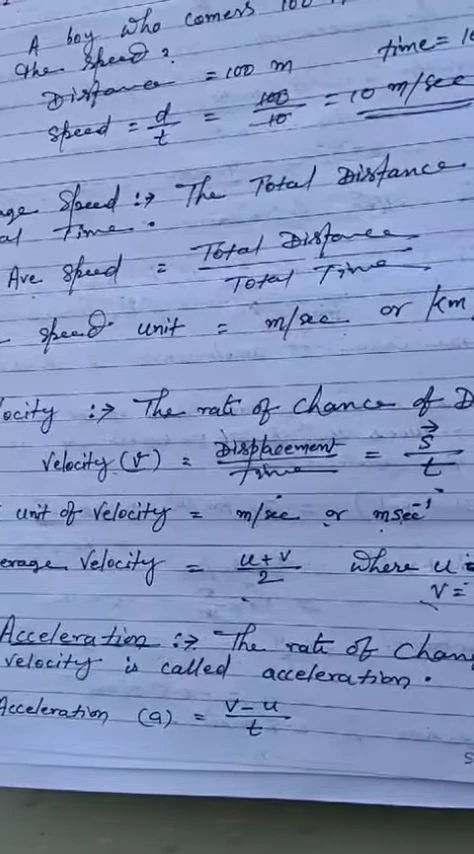 A boy who comers 100
the speed?
Distance = 100 m time = 10
speed = d/t = 100/10 = 10 m/sec
age Speed :→ The Total Distance
al Time.
Ave Speed = Total Distance / Total Time
speed unit = m/sec or km
locity :→ The rate of chance of D
velocity (v) = Displacement / Time = s⃗/t
unit of velocity = m/sec or msec⁻¹
erage velocity = u+v/2 where u =
v =
Acceleration :→ The rate of chang
velocity is called acceleration.
Acceleration (a) = v-u/t